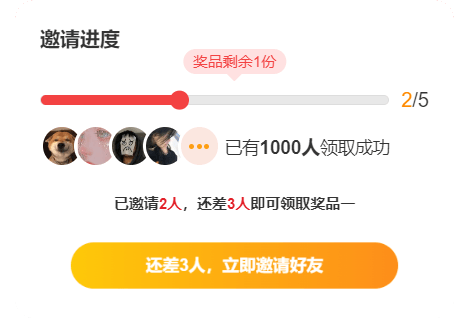 邀请进度
奖品剩余1份
2/5
已有1000人领取成功
已邀请2人，还差3人即可领取奖品一
还差3人，立即邀请好友